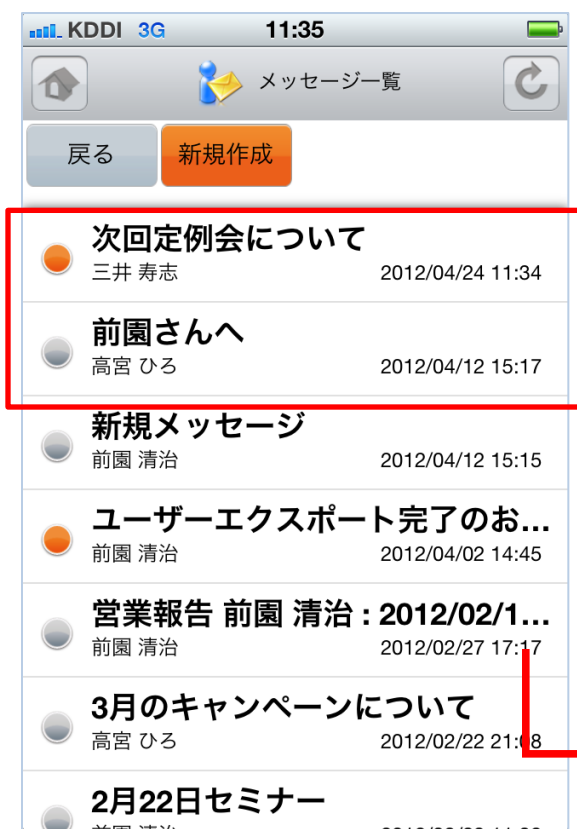 KDDI 3G 11:35
メッセージ一覧
戻る 新規作成
次回定例会について
三井 寿志 2012/04/24 11:34
前園さんへ
高宮 ひろ 2012/04/12 15:17
新規メッセージ
前園 清治 2012/04/12 15:15
ユーザーエクスポート完了のお...
前園 清治 2012/04/02 14:45
営業報告 前園 清治 : 2012/02/1...
前園 清治 2012/02/27 17:17
3月のキャンペーンについて
高宮 ひろ 2012/02/22
2月22日セミナー